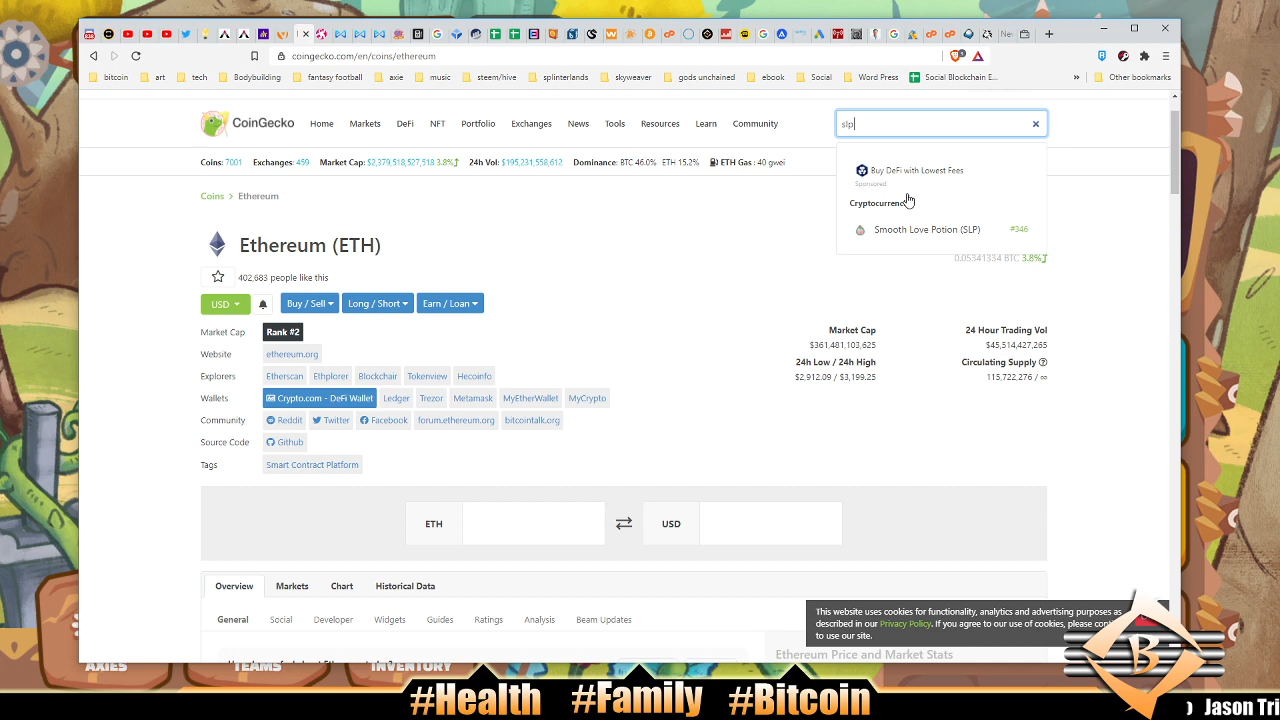 coingecko.com/en/coins/ethereum
bitcoin
art
tech
Bodybuilding
fantasy football
axie
music
steem/hive
splinterlands
skyweaver
gods unchained
ebook
Social
Word Press
Social Blockchain E...
»
Other bookmarks
CoinGecko
Home
Markets
DeFi
NFT
Portfolio
Exchanges
News
Tools
Resources
Learn
Community
slp
Coins: 7001 Exchanges: 459 Market Cap: $2,379,518,527,518 3.8% 24h Vol: $195,231,558,612 Dominance: BTC 46.0% ETH 15.2% ETH Gas: 40 gwei
Buy DeFi with Lowest Fees
Sponsored
Smooth Love Potion (SLP) #346
Coins > Ethereum
Ethereum (ETH)
0.05341334 BTC 3.8%
402,683 people like this
USD
Buy / Sell
Long / Short
Earn / Loan
Market Cap Rank #2
Website ethereum.org
Explorers Etherscan Ethplorer Blockchair Tokenview Hecoinfo
Wallets Crypto.com - DeFi Wallet Ledger Trezor Metamask MyEtherWallet MyCrypto
Community Reddit Twitter Facebook forum.ethereum.org bitcointalk.org
Source Code Github
Tags Smart Contract Platform
Market Cap
$361,481,103,625
24h Low / 24h High
$2,912.09 / $3,199.25
24 Hour Trading Vol
$45,514,427,265
Circulating Supply
115,722,276 / ∞
ETH
USD
Overview
Markets
Chart
Historical Data
General
Social
Developer
Widgets
Guides
Ratings
Analysis
Beam Updates
This website uses cookies for functionality, analytics and advertising purposes as
described in our Privacy Policy. If you agree to our use of cookies, please
to use our site.
Ethereum Price and Market Stats
AXIES
TEAMS
INVENTORY
B
#Health #Family #Bitcoin
Jason